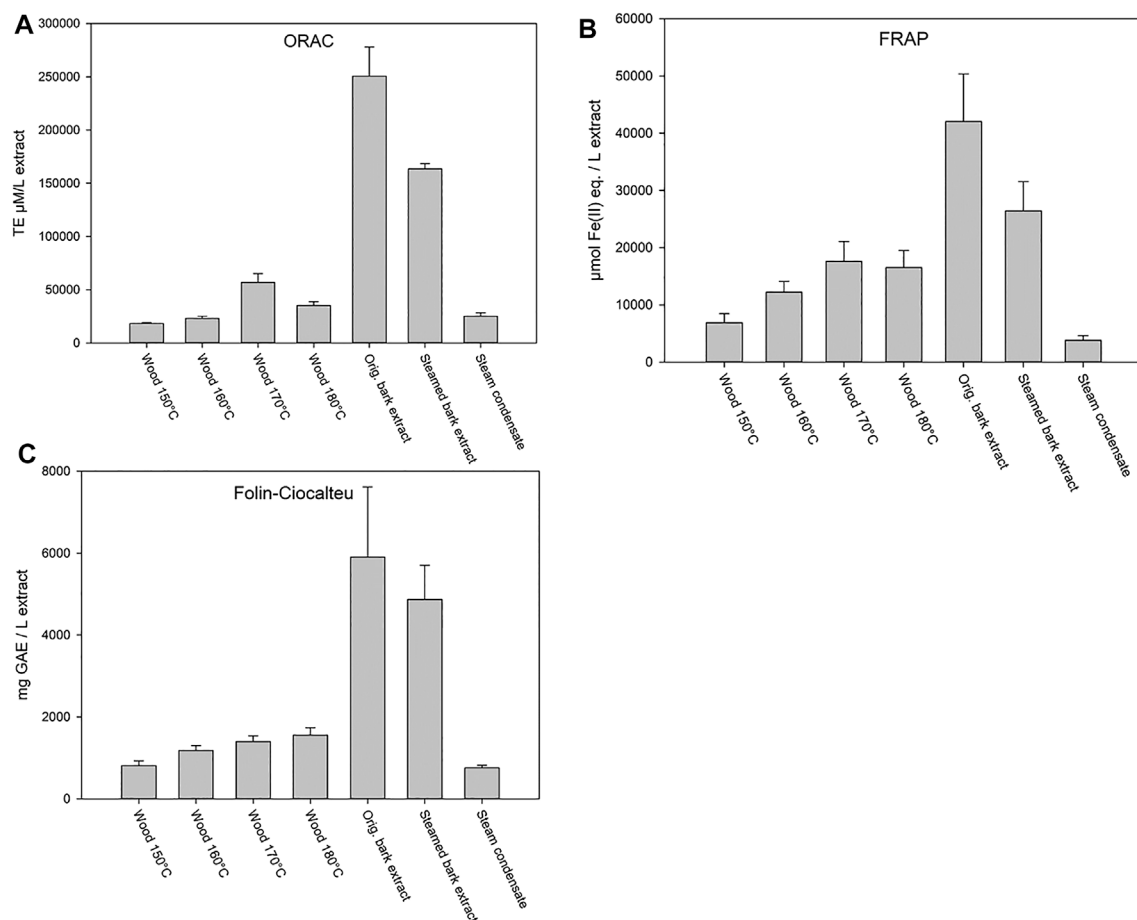 A
ORAC
TE µM/L extract
300000
250000
200000
150000
100000
50000
0
Wood 150°C
Wood 160°C
Wood 170°C
Wood 180°C
Orig. bark extract
Steamed bark extract
Steam condensate
B
FRAP
µmol Fe(II) eq. / L extract
60000
50000
40000
30000
20000
10000
0
Wood 150°C
Wood 160°C
Wood 170°C
Wood 180°C
Orig. bark extract
Steamed bark extract
Steam condensate
C
Folin-Ciocalteu
mg GAE / L extract
8000
6000
4000
2000
0
Wood 150°C
Wood 160°C
Wood 170°C
Wood 180°C
Orig. bark extract
Steamed bark extract
Steam condensate